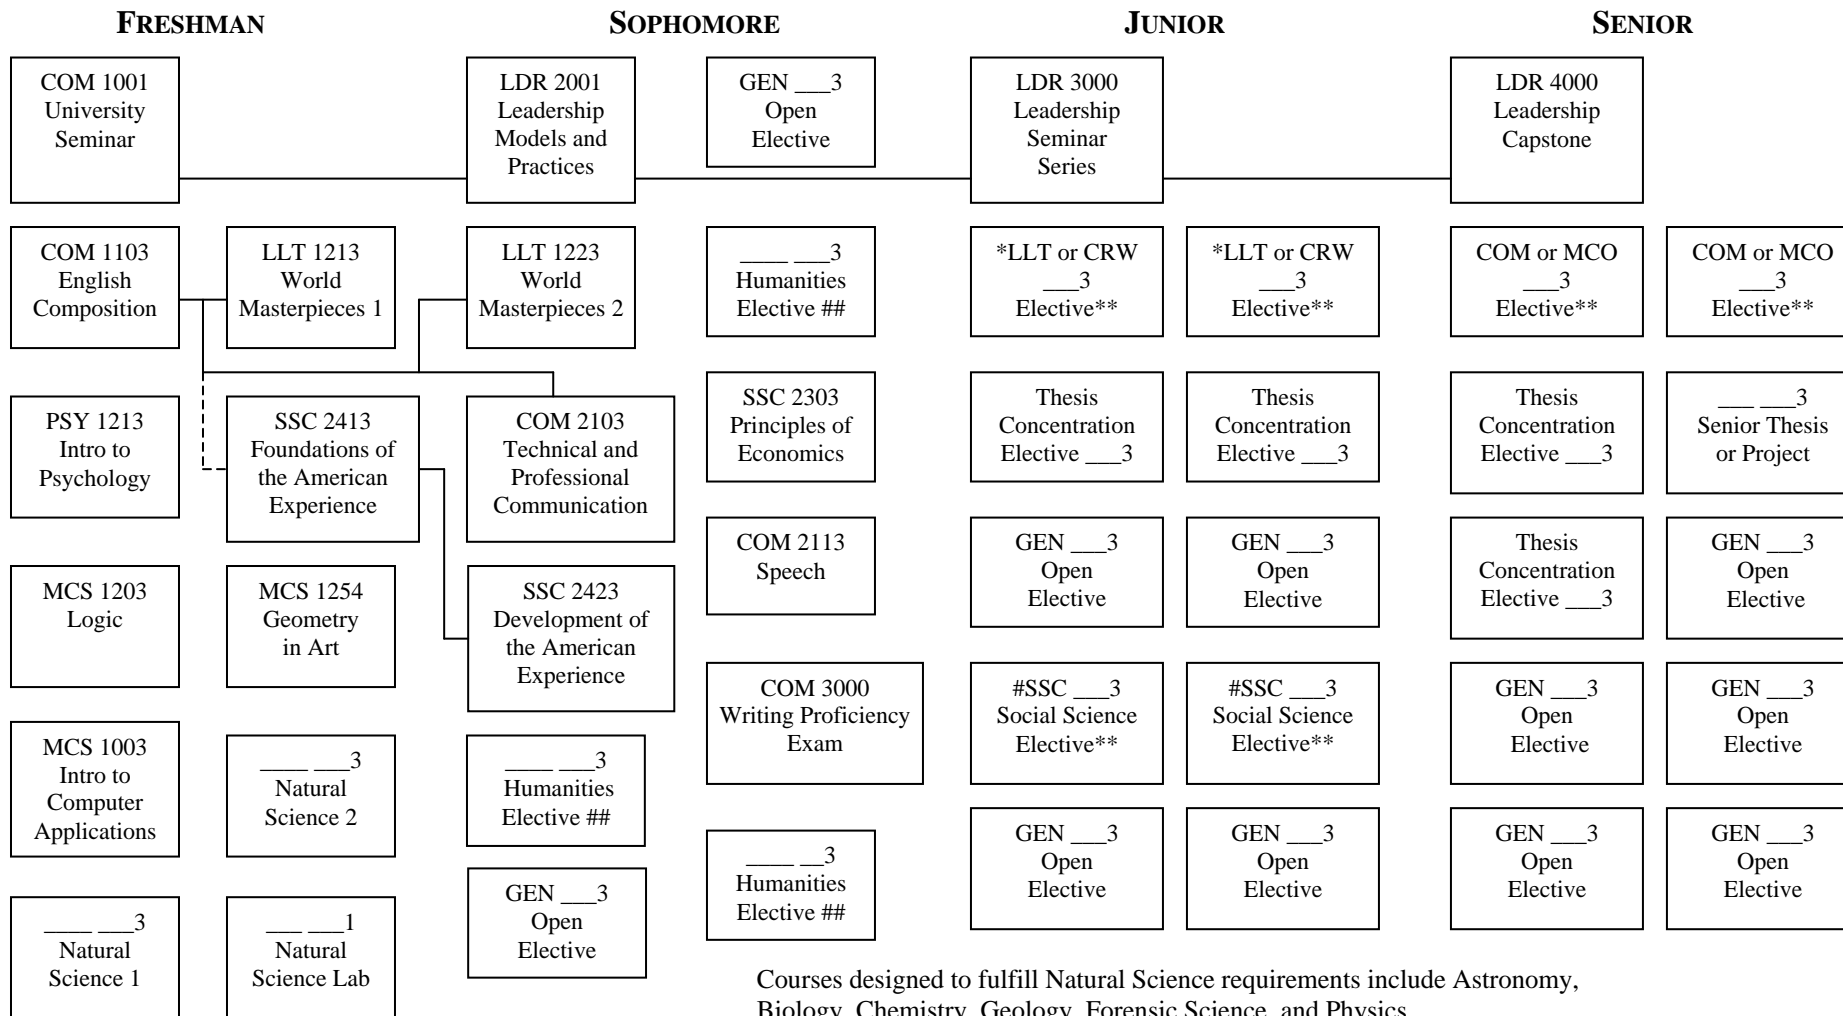 FRESHMAN
SOPHOMORE
JUNIOR
SENIOR
COM 1001
University
Seminar
LDR 2001
Leadership
Models and
Practices
GEN ___3
Open
Elective
LDR 3000
Leadership
Seminar
Series
LDR 4000
Leadership
Capstone
COM 1103
English
Composition
LLT 1213
World
Masterpieces 1
LLT 1223
World
Masterpieces 2
____ ___3
Humanities
Elective ##
*LLT or CRW
___3
Elective**
*LLT or CRW
___3
Elective**
COM or MCO
___3
Elective**
COM or MCO
___3
Elective**
PSY 1213
Intro to
Psychology
SSC 2413
Foundations of
the American
Experience
COM 2103
Technical and
Professional
Communication
SSC 2303
Principles of
Economics
Thesis
Concentration
Elective ___3
Thesis
Concentration
Elective ___3
Thesis
Concentration
Elective ___3
___ ___3
Senior Thesis
or Project
MCS 1203
Logic
MCS 1254
Geometry
in Art
SSC 2423
Development of
the American
Experience
COM 2113
Speech
GEN ___3
Open
Elective
GEN ___3
Open
Elective
Thesis
Concentration
Elective ___3
GEN ___3
Open
Elective
MCS 1003
Intro to
Computer
Applications
____ ___3
Natural
Science 2
____ ___3
Humanities
Elective ##
COM 3000
Writing Proficiency
Exam
#SSC ___3
Social Science
Elective**
#SSC ___3
Social Science
Elective**
GEN ___3
Open
Elective
GEN ___3
Open
Elective
____ ___3
Natural
Science 1
___ ___1
Natural
Science Lab
GEN ___3
Open
Elective
____ __3
Humanities
Elective ##
GEN ___3
Open
Elective
GEN ___3
Open
Elective
GEN ___3
Open
Elective
GEN ___3
Open
Elective
Courses designed to fulfill Natural Science requirements include Astronomy,
Biology, Chemistry, Geology, Forensic Science, and Physics